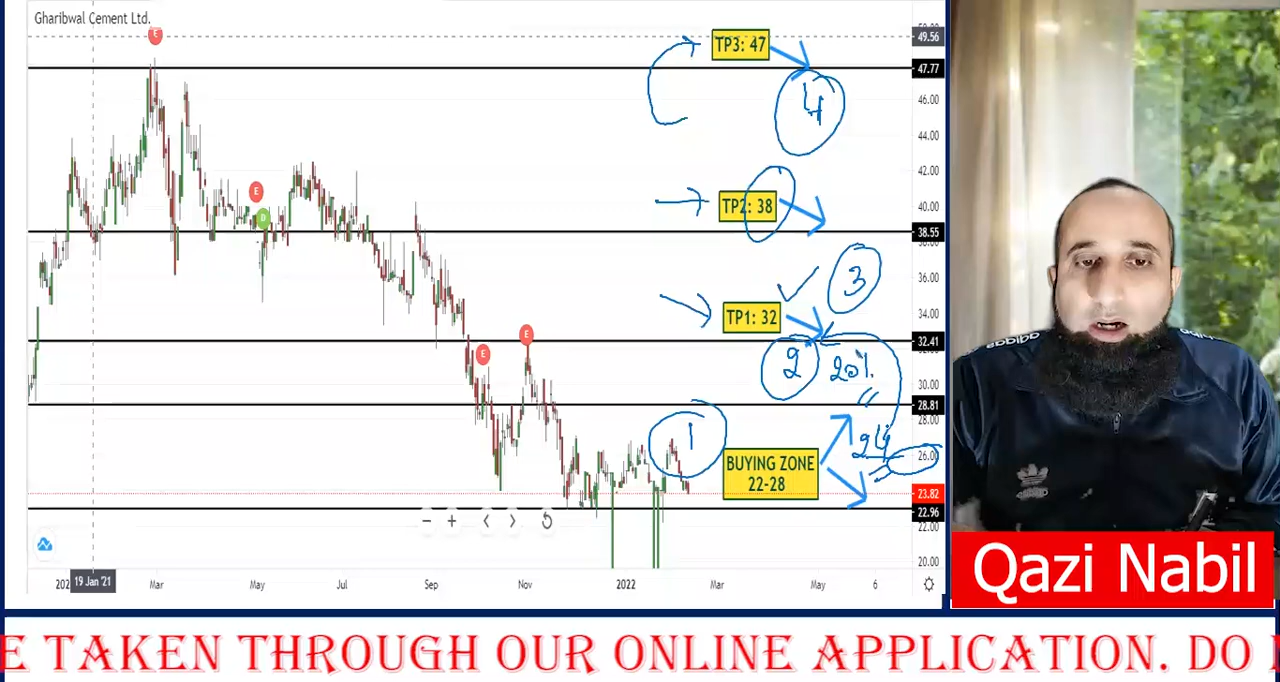 Gharibwal Cement Ltd.
E
49.56
TP3: 47
47.77
46.00
4
44.00
42.00
E
40.00
TP2: 38
D
38.55
36.00
3
34.00
TP1: 32
E
32.41
E
2 20%
30.00
28.81
28.00
1
24
26.00
BUYING ZONE
22-28
23.82
22.96
22.00
20.00
19 Jan '21
Mar
May
Jul
Sep
Nov
2022
Mar
May
6
adidas
adidas
Qazi Nabil
E TAKEN THROUGH OUR ONLINE APPLICATION. DO